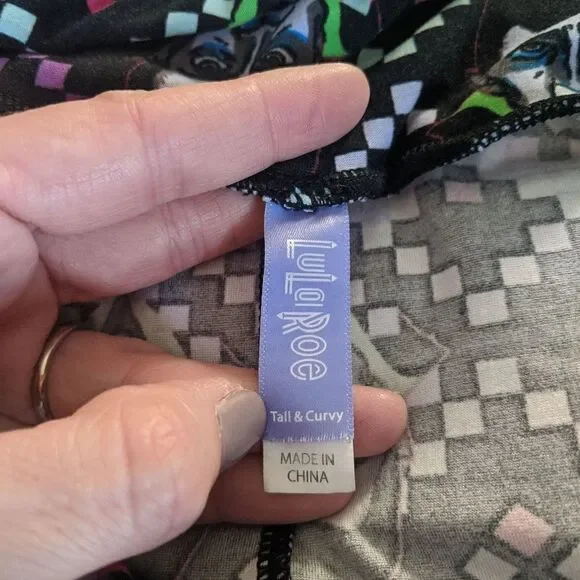 LuLaRoe
Tall & Curvy
MADE IN
CHINA